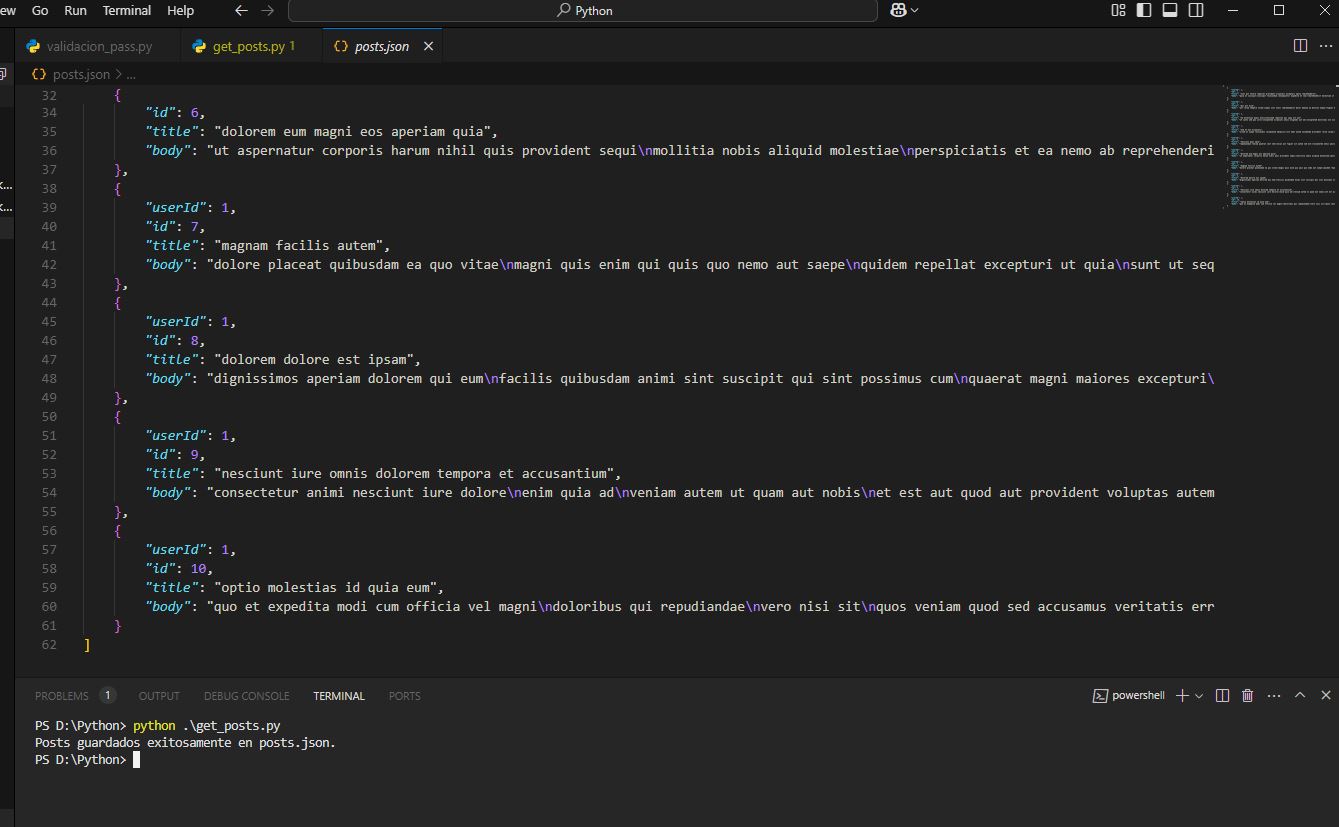 ew Go Run Terminal Help
Python
validacion_pass.py
get_posts.py 1
{} posts.json
{} posts.json > ...
32 {
34 "id": 6,
35 "title": "dolorem eum magni eos aperiam quia",
36 "body": "ut aspernatur corporis harum nihil quis provident sequi\nmollitia nobis aliquid molestiae\nperspiciatis et ea nemo ab reprehenderi
37 },
38 {
39 "userId": 1,
40 "id": 7,
41 "title": "magnam facilis autem",
42 "body": "dolore placeat quibusdam ea quo vitae\nmagni quis enim qui quis quo nemo aut saepe\nquidem repellat excepturi ut quia\nsunt ut seq
43 },
44 {
45 "userId": 1,
46 "id": 8,
47 "title": "dolorem dolore est ipsam",
48 "body": "dignissimos aperiam dolorem qui eum\nfacilis quibusdam animi sint suscipit qui sint possimus cum\nquaerat magni maiores excepturi\
49 },
50 {
51 "userId": 1,
52 "id": 9,
53 "title": "nesciunt iure omnis dolorem tempora et accusantium",
54 "body": "consectetur animi nesciunt iure dolore\nenim quia ad\nveniam autem ut quam aut nobis\net est aut quod aut provident voluptas autem
55 },
56 {
57 "userId": 1,
58 "id": 10,
59 "title": "optio molestias id quia eum",
60 "body": "quo et expedita modi cum officia vel magni\ndoloribus qui repudiandae\nvero nisi sit\nquos veniam quod sed accusamus veritatis err
61 }
62 ]
k...
k...
PROBLEMS 1 OUTPUT DEBUG CONSOLE TERMINAL PORTS
powershell
PS D:\Python> python .\get_posts.py
Posts guardados exitosamente en posts.json.
PS D:\Python>